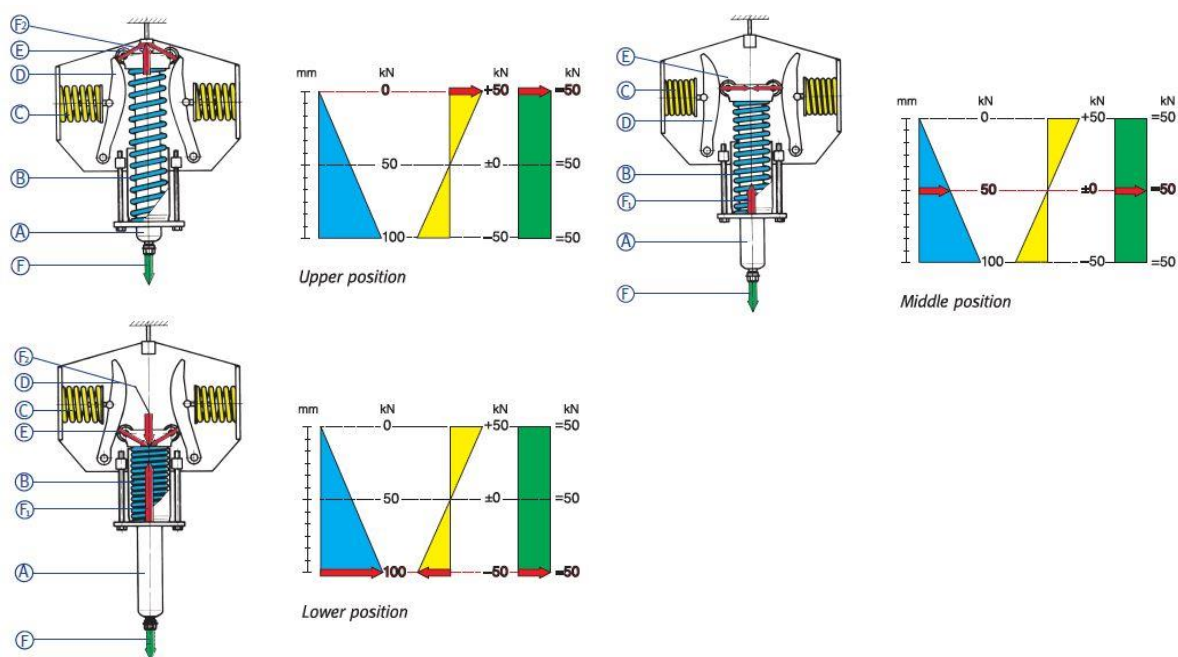 F₂
E
D
C
B
A
F
mm kN kN kN
0 +50 =50
50 ±0 =50
100 −50 =50
Upper position
E
C
D
B
F₁
A
F
mm kN kN kN
0 +50 =50
50 ±0 =50
100 −50 =50
Middle position
F₂
D
C
E
B
F₁
A
F
mm kN kN kN
0 +50 =50
50 ±0 =50
100 −50 =50
Lower position